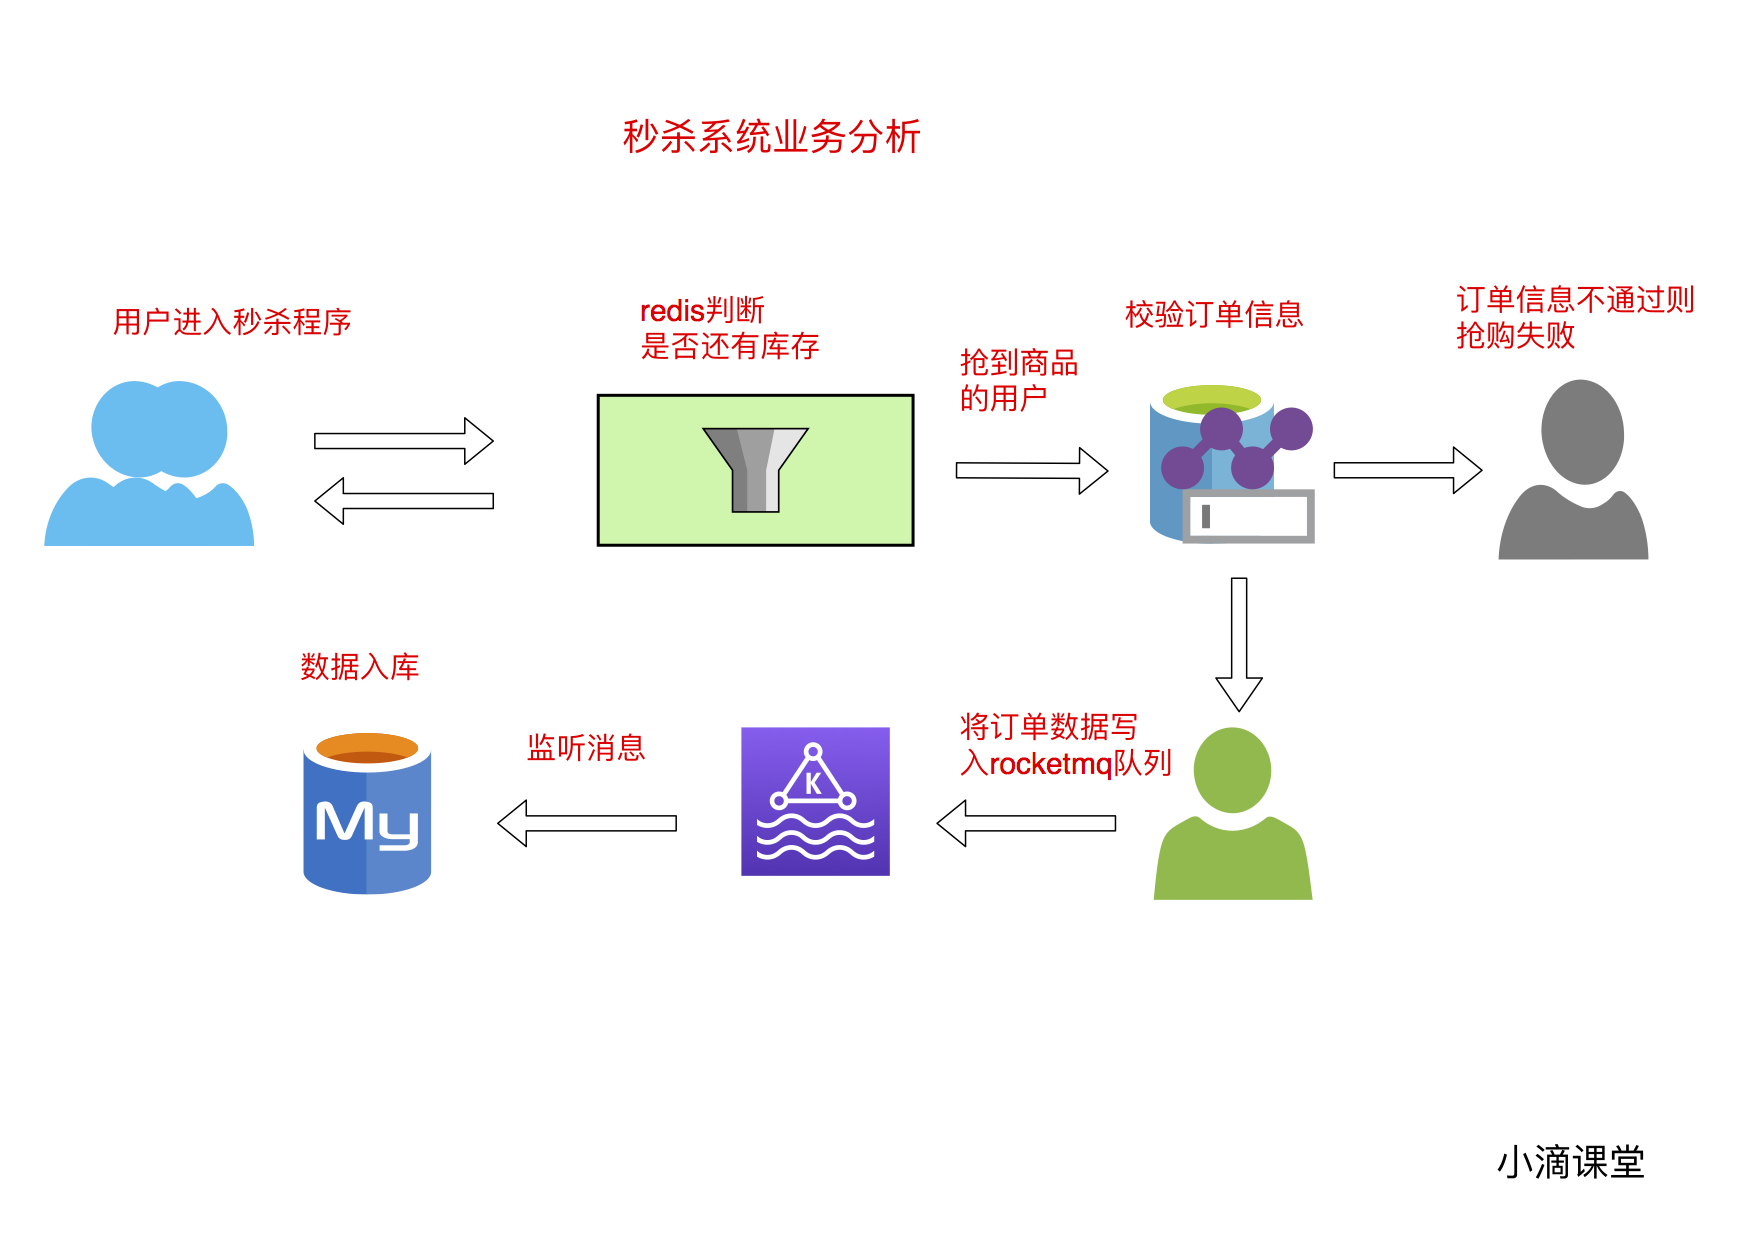 秒杀系统业务分析
用户进入秒杀程序
redis判断
是否还有库存
抢到商品
的用户
校验订单信息
订单信息不通过则
抢购失败
数据入库
My
监听消息
K
将订单数据写
入rocketmq队列
小滴课堂